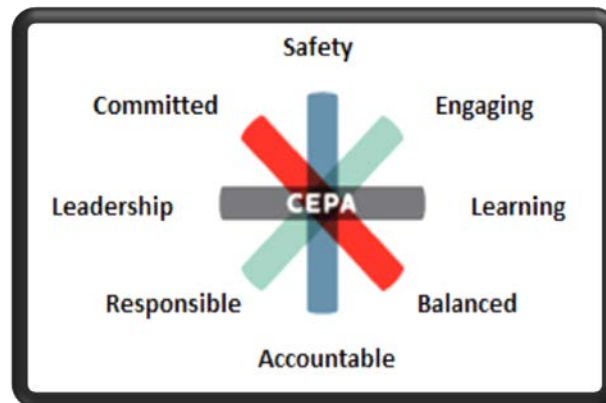 Safety
Committed
Engaging
Leadership
CEPA
Learning
Responsible
Balanced
Accountable